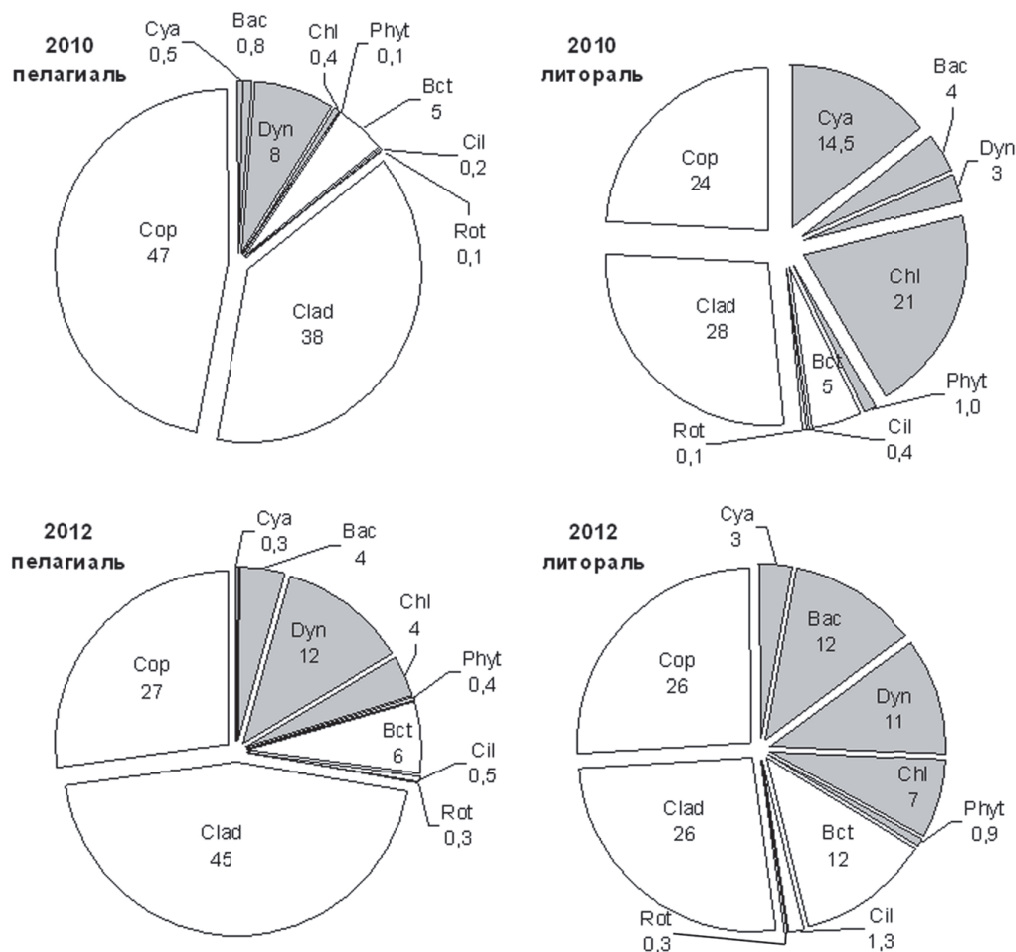 2010
пелагиаль
Cya
0,5
Bac
0,8
Chl
0,4
Phyt
0,1
Bct
5
Dyn
8
Cil
0,2
Rot
0,1
Cop
47
Clad
38
2010
литораль
Cya
14,5
Bac
4
Dyn
3
Cop
24
Chl
21
Clad
28
Bct
5
Phyt
1,0
Rot
0,1
Cil
0,4
2012
пелагиаль
Cya
0,3
Bac
4
Chl
4
Dyn
12
Phyt
0,4
Cop
27
Bct
6
Cil
0,5
Rot
0,3
Clad
45
2012
литораль
Cya
3
Bac
12
Cop
26
Dyn
11
Chl
7
Phyt
0,9
Clad
26
Bct
12
Rot
0,3
Cil
1,3